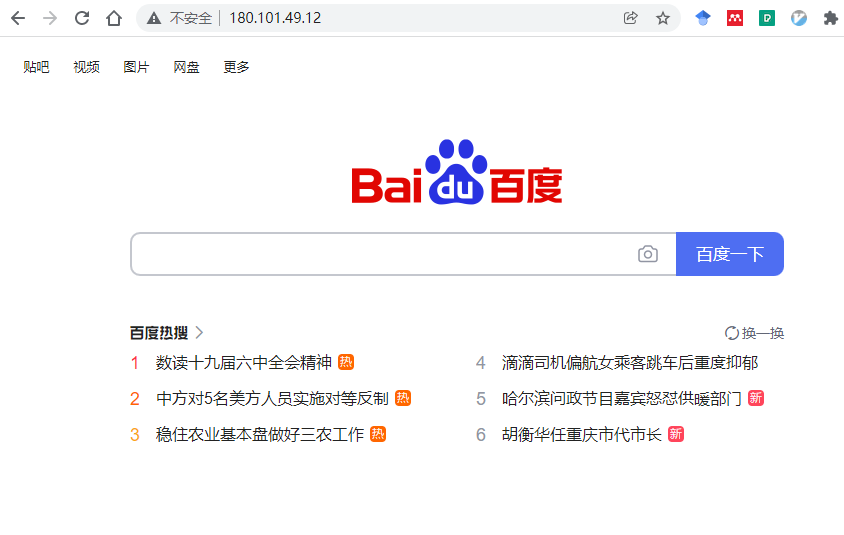 不安全 180.101.49.12
贴吧 视频 图片 网盘 更多
Bai du 百度
百度一下
百度热搜 换一换
1 数读十九届六中全会精神 热
2 中方对5名美方人员实施对等反制 热
3 稳住农业基本盘做好三农工作 热
4 滴滴司机偏航女乘客跳车后重度抑郁
5 哈尔滨问政节目嘉宾怒怼供暖部门 新
6 胡衡华任重庆市代市长 新